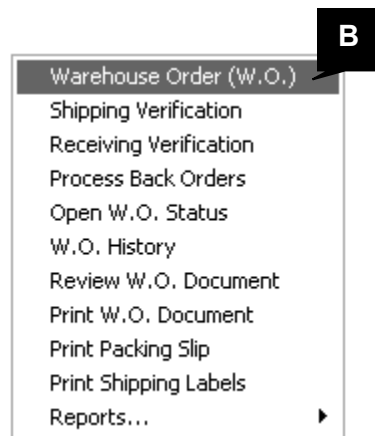 B
Warehouse Order (W.O.)
Shipping Verification
Receiving Verification
Process Back Orders
Open W.O. Status
W.O. History
Review W.O. Document
Print W.O. Document
Print Packing Slip
Print Shipping Labels
Reports...